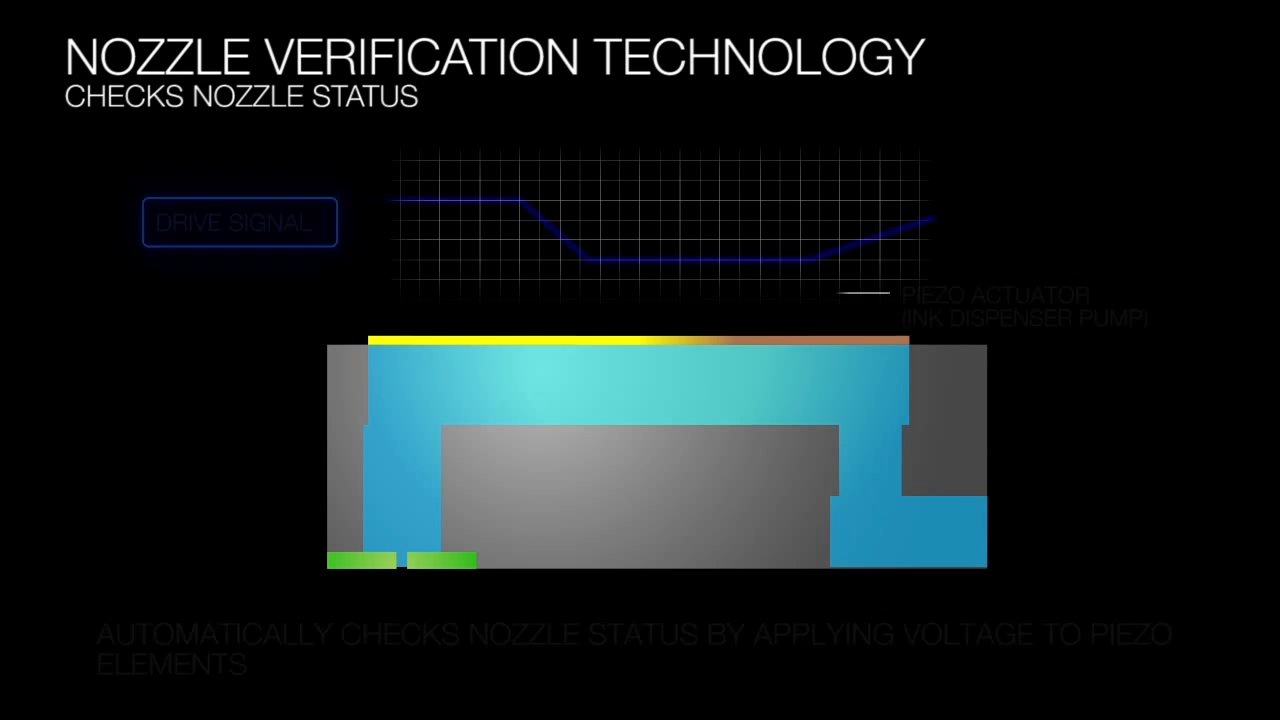 NOZZLE VERIFICATION TECHNOLOGY
CHECKS NOZZLE STATUS
DRIVE SIGNAL
PIEZO ACTUATOR
(INK DISPENSER PUMP)
AUTOMATICALLY CHECKS NOZZLE STATUS BY APPLYING VOLTAGE TO PIEZO
ELEMENTS